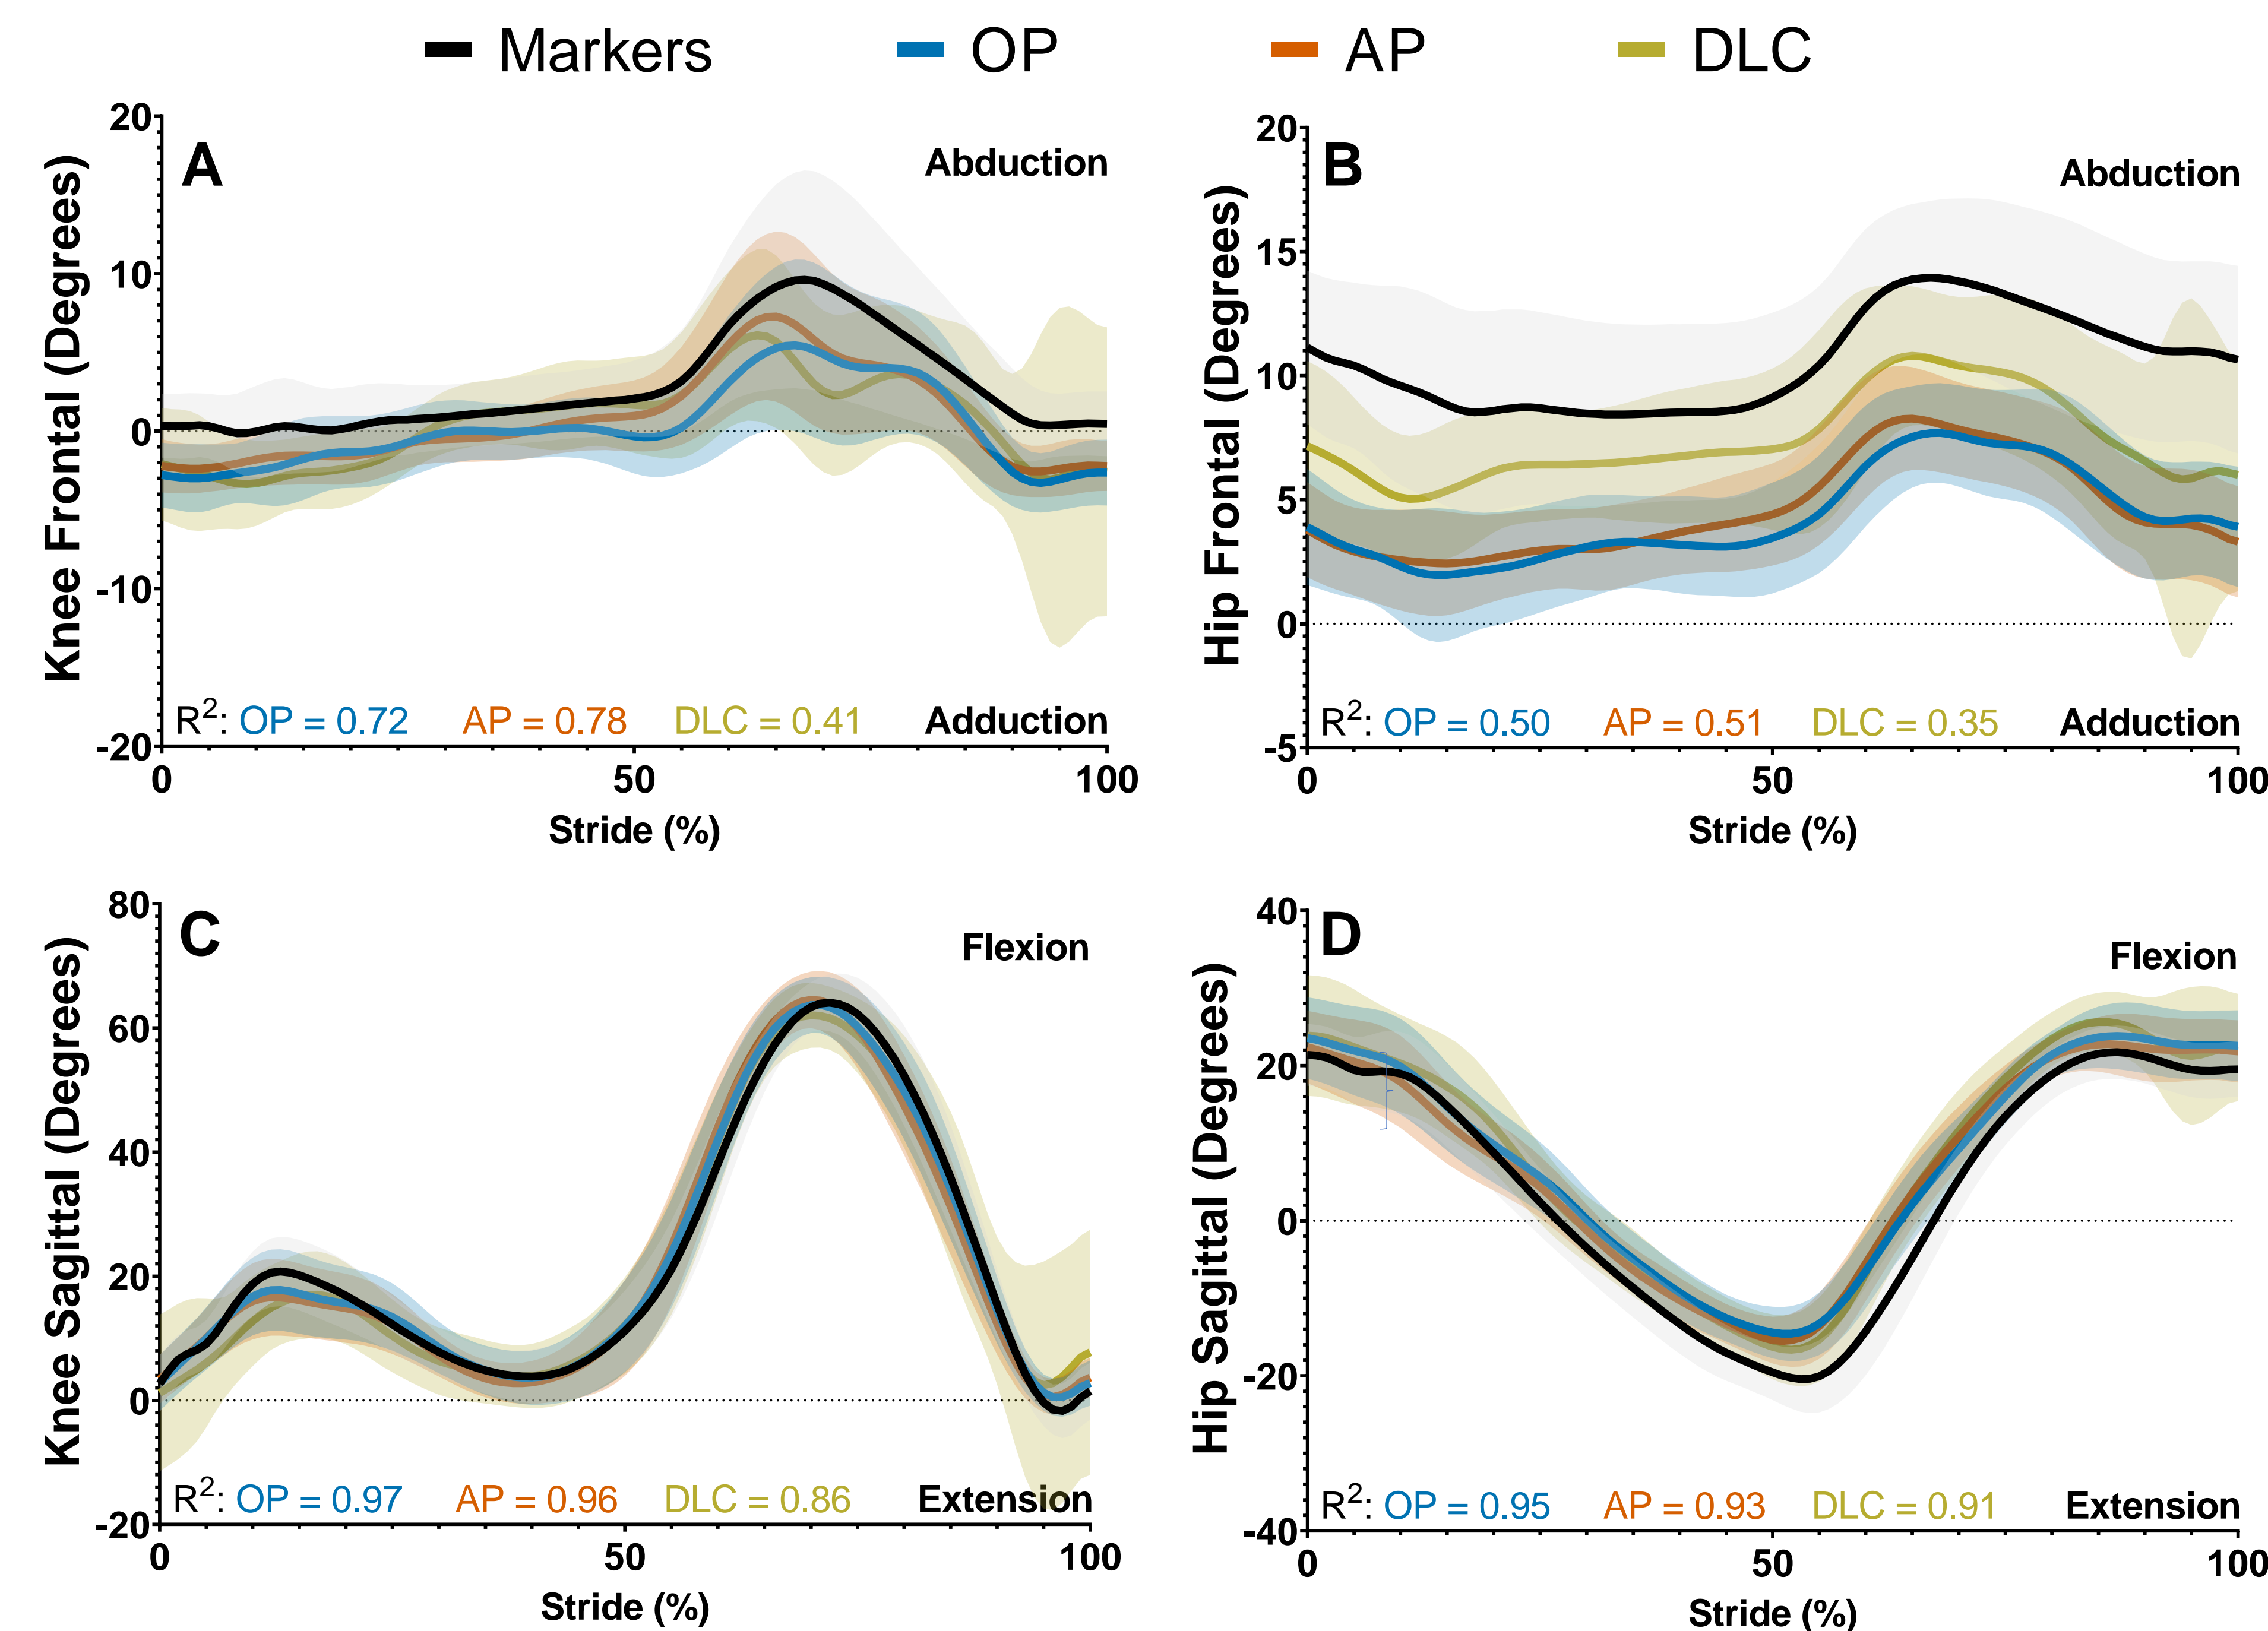 Markers OP AP DLC
A
Abduction
Knee Frontal (Degrees)
20
10
0
-10
-20
R²: OP = 0.72 AP = 0.78 DLC = 0.41 Adduction
0 50 100
Stride (%)
B
Abduction
Hip Frontal (Degrees)
20
15
10
5
0
-5
R²: OP = 0.50 AP = 0.51 DLC = 0.35 Adduction
0 50 100
Stride (%)
C
Flexion
Knee Sagittal (Degrees)
80
60
40
20
0
-20
R²: OP = 0.97 AP = 0.96 DLC = 0.86 Extension
0 50 100
Stride (%)
D
Flexion
Hip Sagittal (Degrees)
40
20
0
-20
-40
R²: OP = 0.95 AP = 0.93 DLC = 0.91 Extension
0 50 100
Stride (%)